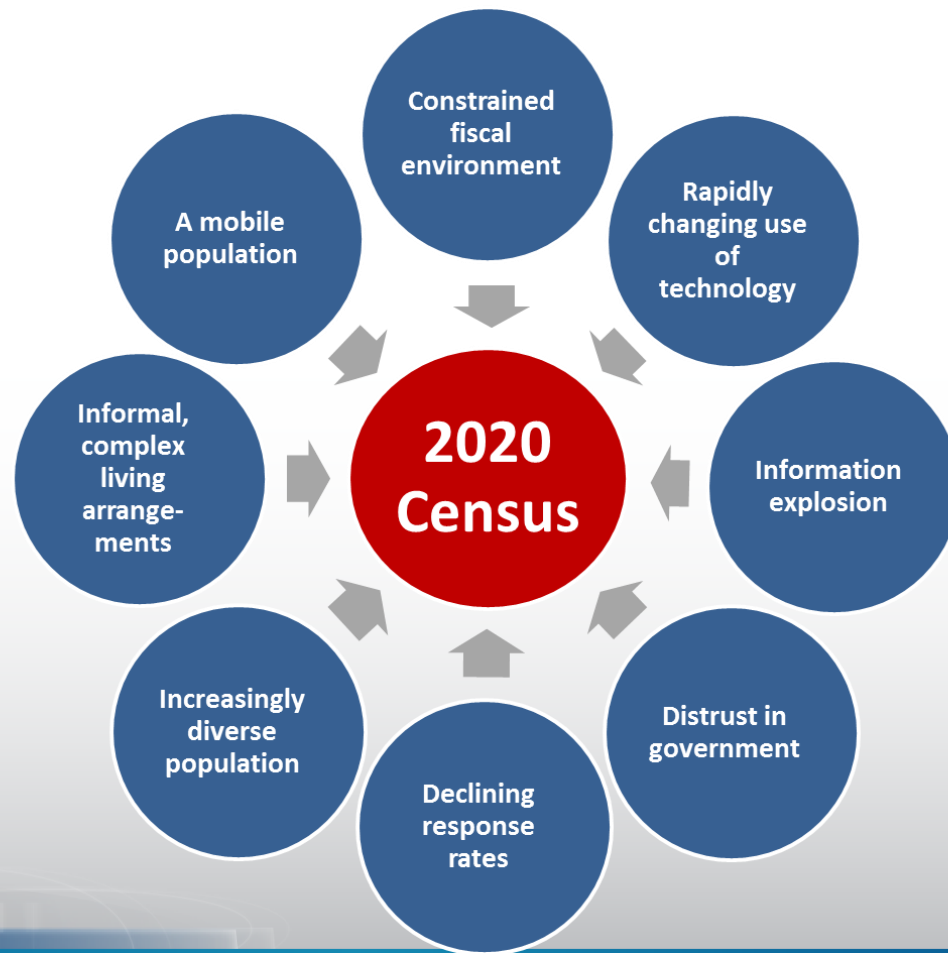 Constrained
fiscal
environment
Rapidly
changing use
of
technology
A mobile
population
Informal,
complex
living
arrange-
ments
2020
Census
Information
explosion
Increasingly
diverse
population
Distrust in
government
Declining
response
rates